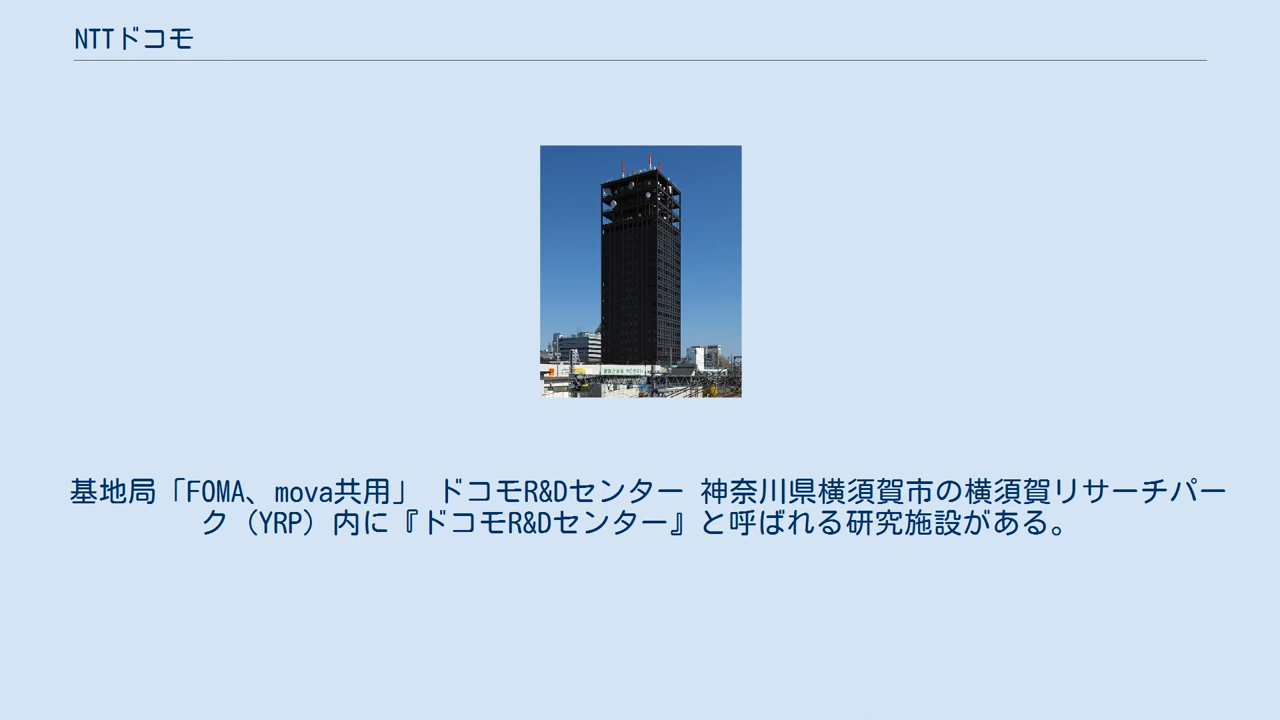 NTTドコモ
基地局「FOMA、mova共用」 ドコモR&Dセンター 神奈川県横須賀市の横須賀リサーチパー
ク（YRP）内に『ドコモR&Dセンター』と呼ばれる研究施設がある。